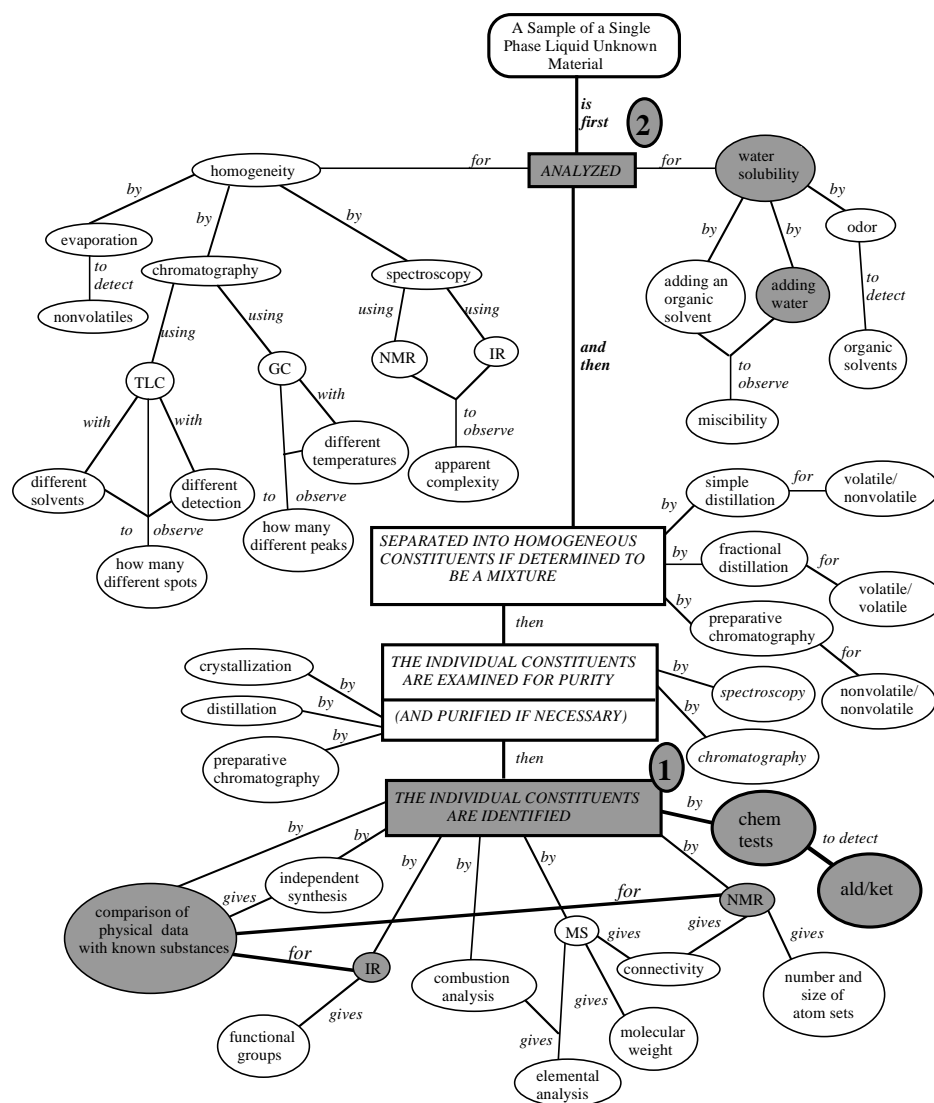 A Sample of a Single
Phase Liquid Unknown
Material
is
first
2
for
ANALYZED
for
homogeneity
water
solubility
by
by
by
by
by
by
evaporation
chromatography
spectroscopy
odor
to
detect
nonvolatiles
using
using
using
using
adding an
organic
solvent
adding
water
to
detect
TLC
GC
NMR
IR
and
then
to
observe
organic
solvents
miscibility
with
with
with
to
observe
different
solvents
different
detection
different
temperatures
apparent
complexity
to
observe
to
observe
how many
different spots
how many
different peaks
SEPARATED INTO HOMOGENEOUS
CONSTITUENTS IF DETERMINED TO
BE A MIXTURE
by
simple
distillation
for
volatile/
nonvolatile
by
fractional
distillation
for
volatile/
volatile
by
preparative
chromatography
for
nonvolatile/
nonvolatile
then
THE INDIVIDUAL CONSTITUENTS
ARE EXAMINED FOR PURITY
(AND PURIFIED IF NECESSARY)
crystallization
by
distillation
by
preparative
chromatography
by
by
spectroscopy
by
chromatography
then
1
THE INDIVIDUAL CONSTITUENTS
ARE IDENTIFIED
by
chem
tests
to detect
ald/ket
by
by
by
by
by
by
independent
synthesis
gives
comparison of
physical data
with known substances
for
for
NMR
IR
MS
gives
gives
gives
connectivity
number and
size of
atom sets
combustion
analysis
gives
functional
groups
gives
gives
molecular
weight
elemental
analysis